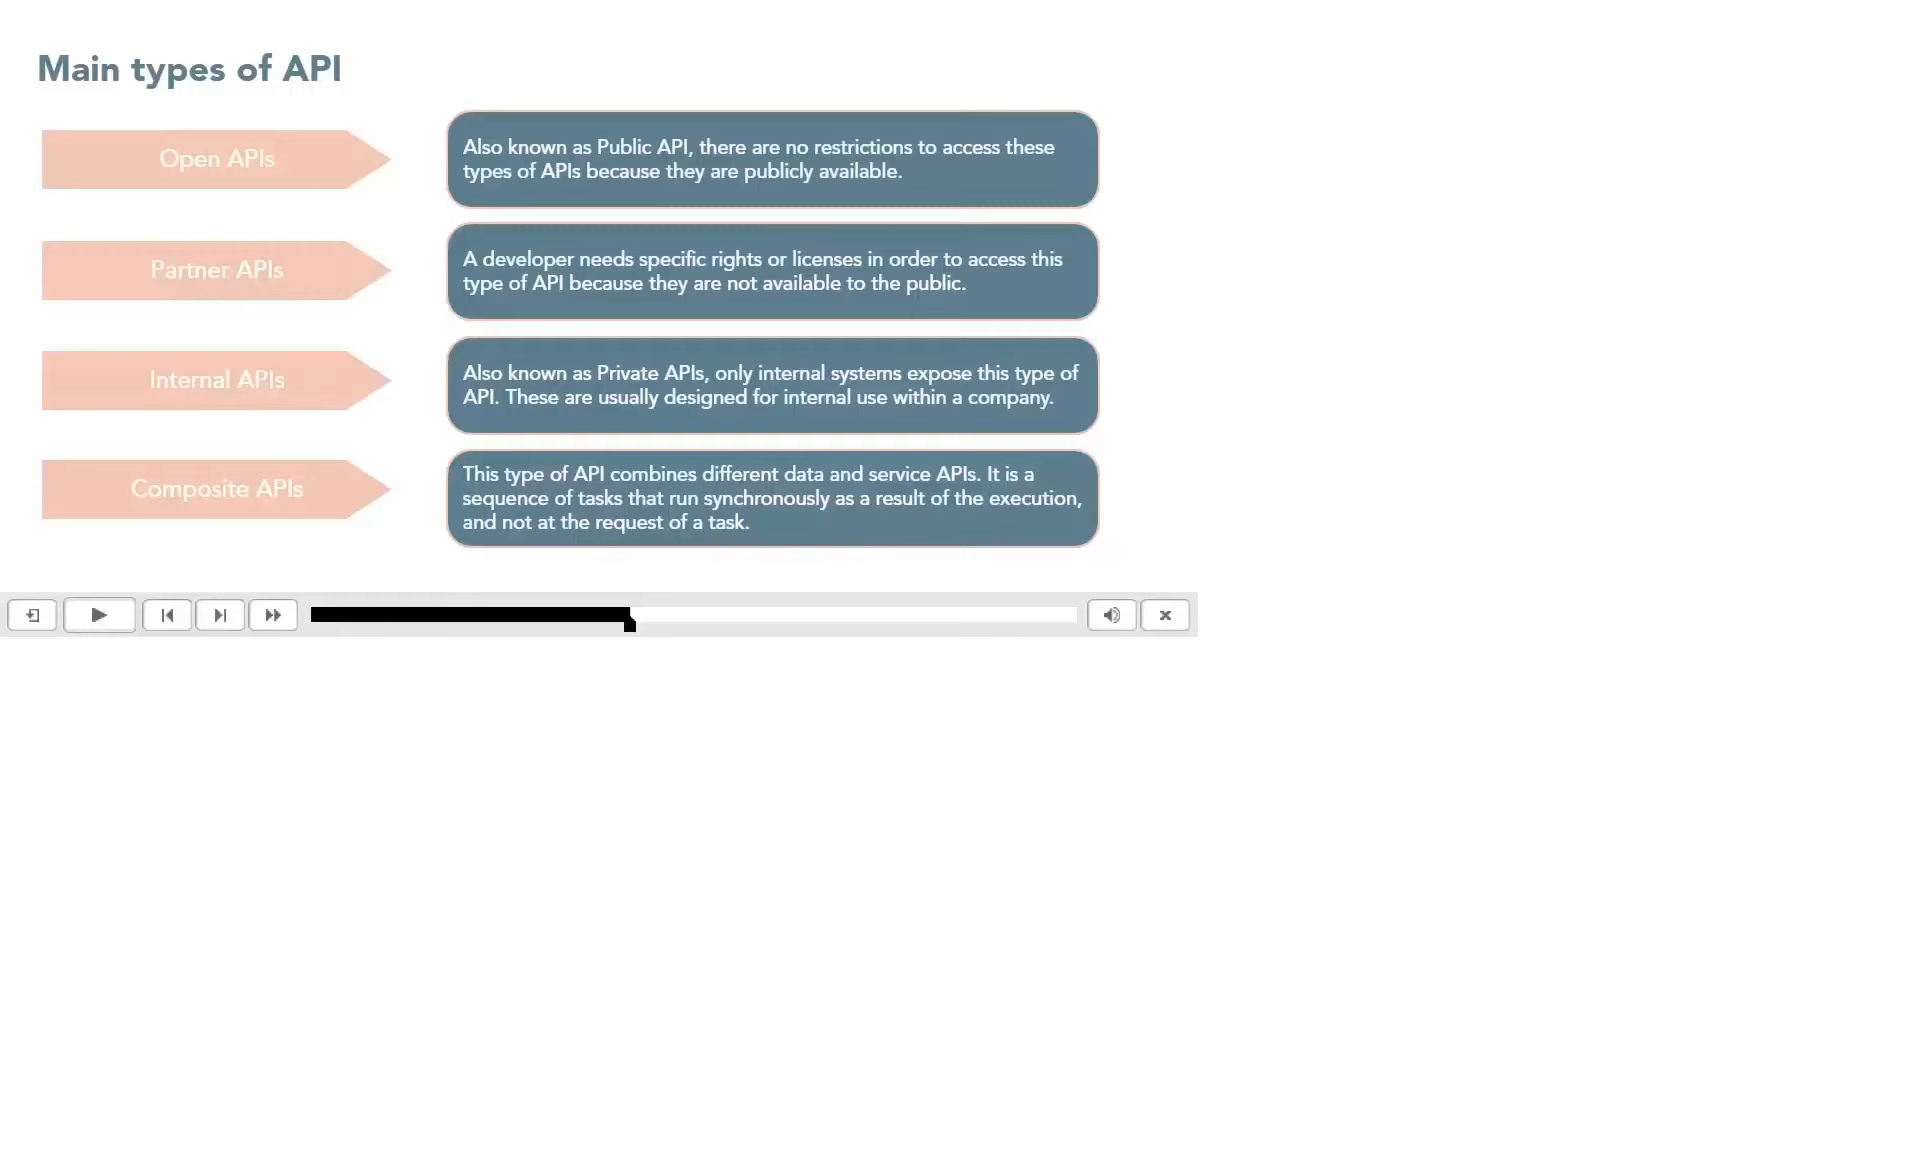 Main types of API
Open APIs
Also known as Public API, there are no restrictions to access these
types of APIs because they are publicly available.
Partner APIs
A developer needs specific rights or licenses in order to access this
type of API because they are not available to the public.
Internal APIs
Also known as Private APIs, only internal systems expose this type of
API. These are usually designed for internal use within a company.
Composite APIs
This type of API combines different data and service APIs. It is a
sequence of tasks that run synchronously as a result of the execution,
and not at the request of a task.